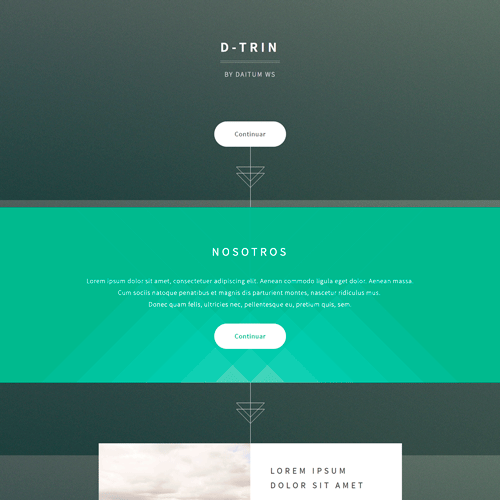 D-TRIN
BY DAITUM WS
Continuar
NOSOTROS
Lorem ipsum dolor sit amet, consectetuer adipiscing elit. Aenean commodo ligula eget dolor. Aenean massa.
Cum sociis natoque penatibus et magnis dis parturient montes, nascetur ridiculus mus.
Donec quam felis, ultricies nec, pellentesque eu, pretium quis, sem.
Continuar
LOREM IPSUM
DOLOR SIT AMET